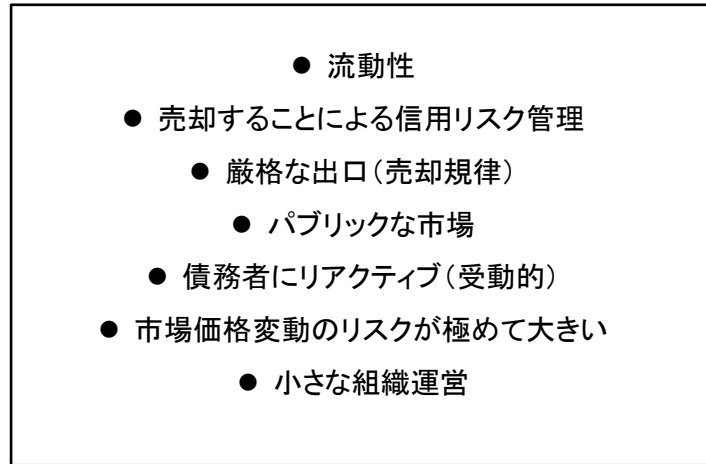 ● 流動性
● 売却することによる信用リスク管理
● 厳格な出口（売却規律）
● パブリックな市場
● 債務者にリアクティブ（受動的）
● 市場価格変動のリスクが極めて大きい
● 小さな組織運営